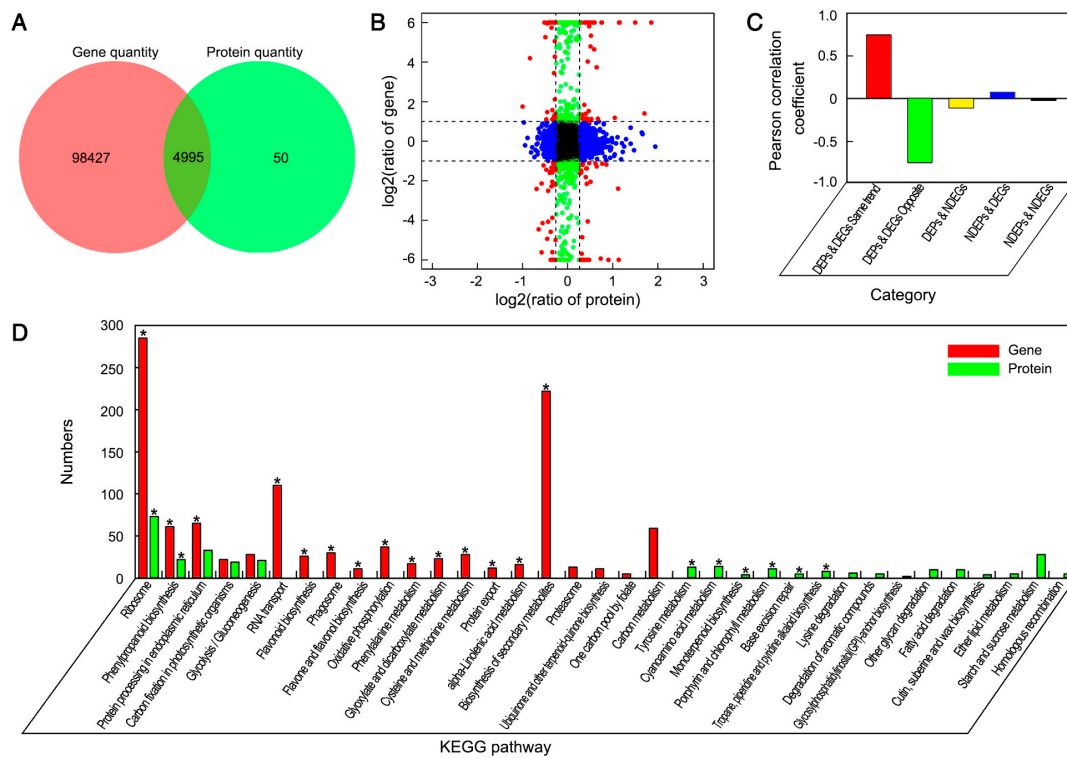 A
Gene quantity
Protein quantity
98427
4995
50
B
log2(ratio of gene)
6
4
2
0
-2
-4
-6
-3
-2
-1
0
1
2
3
log2(ratio of protein)
C
Pearson correlation
coefficient
1.0
0.5
0
-0.5
-1.0
DEPs & DEGs Same trend
DEPs & DEGs Opposite
DEPs & NDEGs
NDEPs & DEGs
NDEPs & NDEGs
Category
D
Numbers
300
250
200
150
100
50
0
Gene
Protein
Ribosome
Phenylpropanoid biosynthesis
Protein processing in endoplasmic reticulum
Carbon fixation in photosynthetic organisms
Glycolysis / Gluconeogenesis
RNA transport
Flavonoid biosynthesis
Phagosome
Flavone and flavonol biosynthesis
Oxidative phosphorylation
Phenylalanine metabolism
Glyoxylate and dicarboxylate metabolism
Cysteine and methionine metabolism
Protein export
alpha-Linolenic acid metabolism
Biosynthesis of secondary metabolites
Proteasome
Ubiquinone and other terpenoid-quinone biosynthesis
One carbon pool by folate
Carbon metabolism
Tyrosine metabolism
Cyanoamino acid metabolism
Monoterpenoid biosynthesis
Porphyrin and chlorophyll metabolism
Base excision repair
Tropane, piperidine and pyridine alkaloid biosynthesis
Lysine degradation
Degradation of aromatic compounds
Glycosylphosphatidylinositol(GPI)-anchor biosynthesis
Other glycan degradation
Fatty acid degradation
Cutin, suberine and wax biosynthesis
Ether lipid metabolism
Starch and sucrose metabolism
Homologous recombination
KEGG pathway